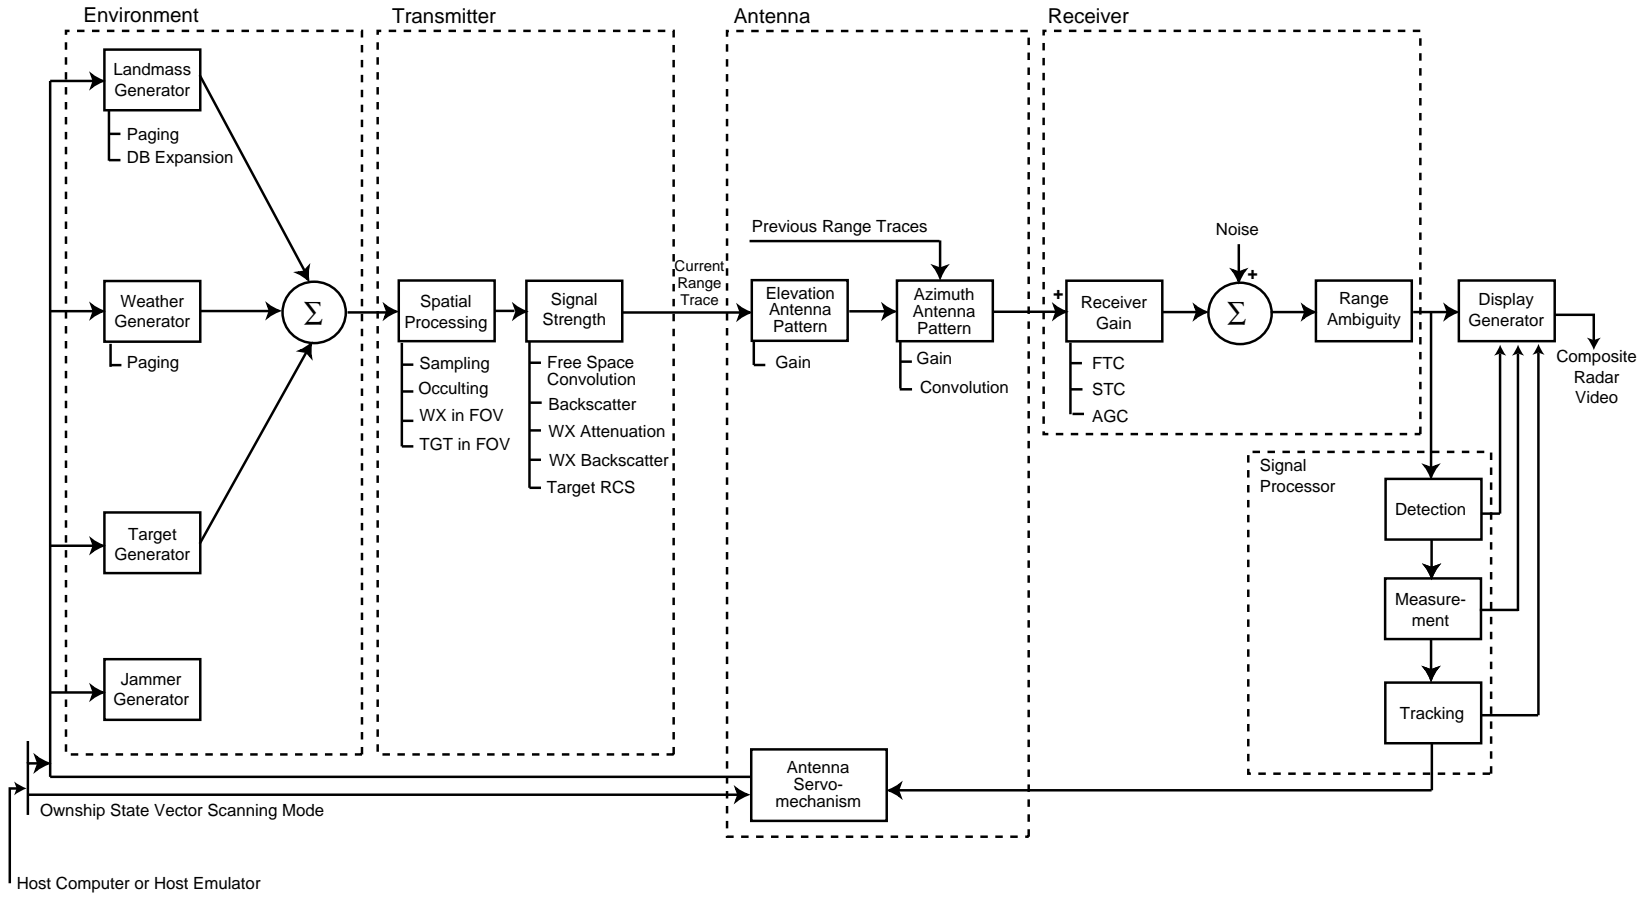 Environment
Transmitter
Antenna
Receiver
Landmass
Generator
Paging
DB Expansion
Weather
Generator
Paging
Target
Generator
Jammer
Generator
Σ
Spatial
Processing
Sampling
Occulting
WX in FOV
TGT in FOV
Signal
Strength
Free Space
Convolution
Backscatter
WX Attenuation
WX Backscatter
Target RCS
Current
Range
Trace
Previous Range Traces
Elevation
Antenna
Pattern
Gain
Azimuth
Antenna
Pattern
Gain
Convolution
+
Receiver
Gain
FTC
STC
AGC
Noise
+
Σ
Range
Ambiguity
Display
Generator
Composite
Radar
Video
Signal
Processor
Detection
Measure-
ment
Tracking
Antenna
Servo-
mechanism
Ownship State Vector Scanning Mode
Host Computer or Host Emulator